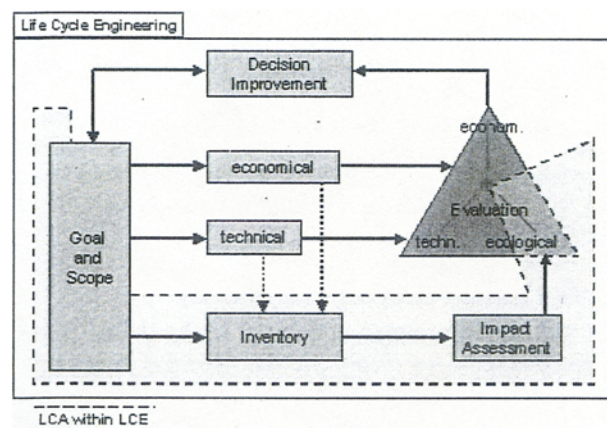 Life Cycle Engineering
Decision
Improvement
econom.
economical
Evaluation
Goal
and
Scope
technical
techn..
ecological
Inventory
Impact
Assessment
LCA within LCE